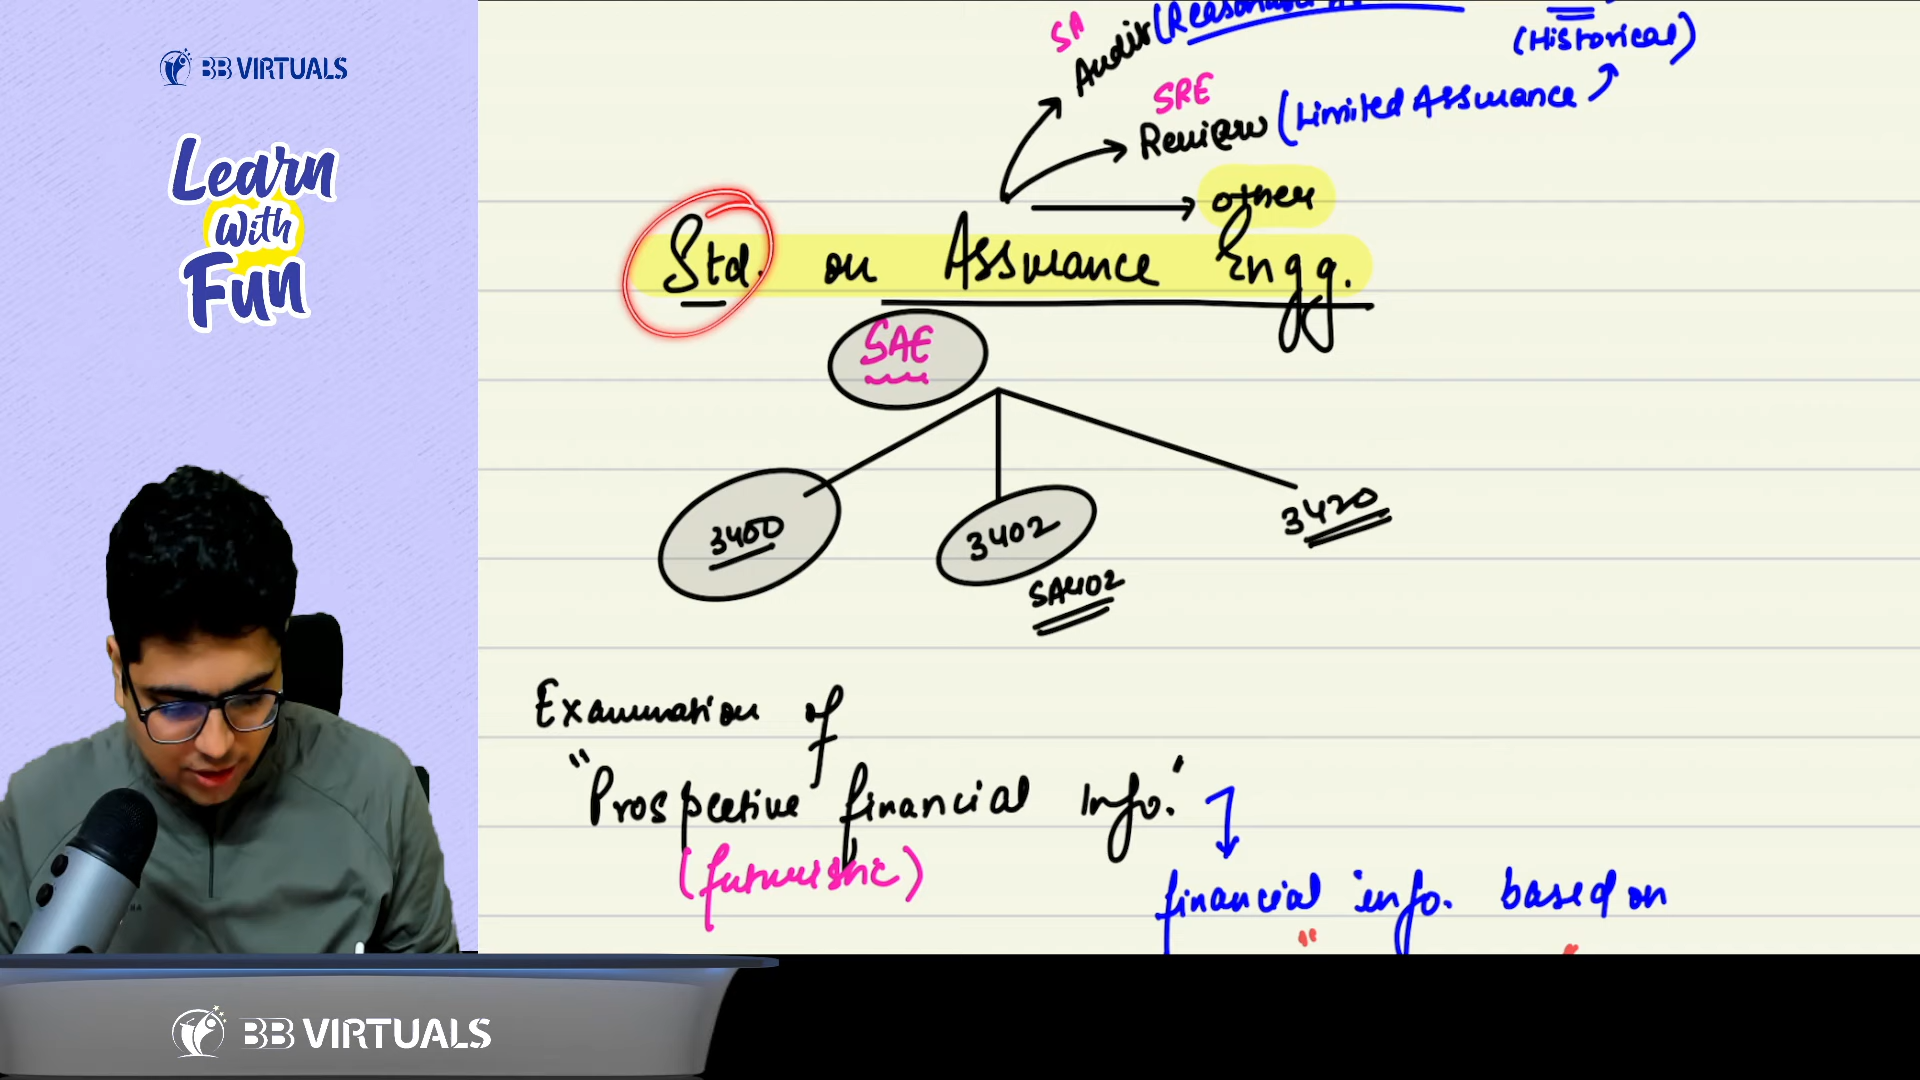 BB VIRTUALS
Learn
With
Fun
SA
Audit (
(Historical)
SRE
Review (Limited Assurance
other
Std. on Assurance Engg.
SAE
3400
3402
3420
SA402
Examination of
"Prospective financial Info."
(futuristic)
financial info. based on
BB VIRTUALS